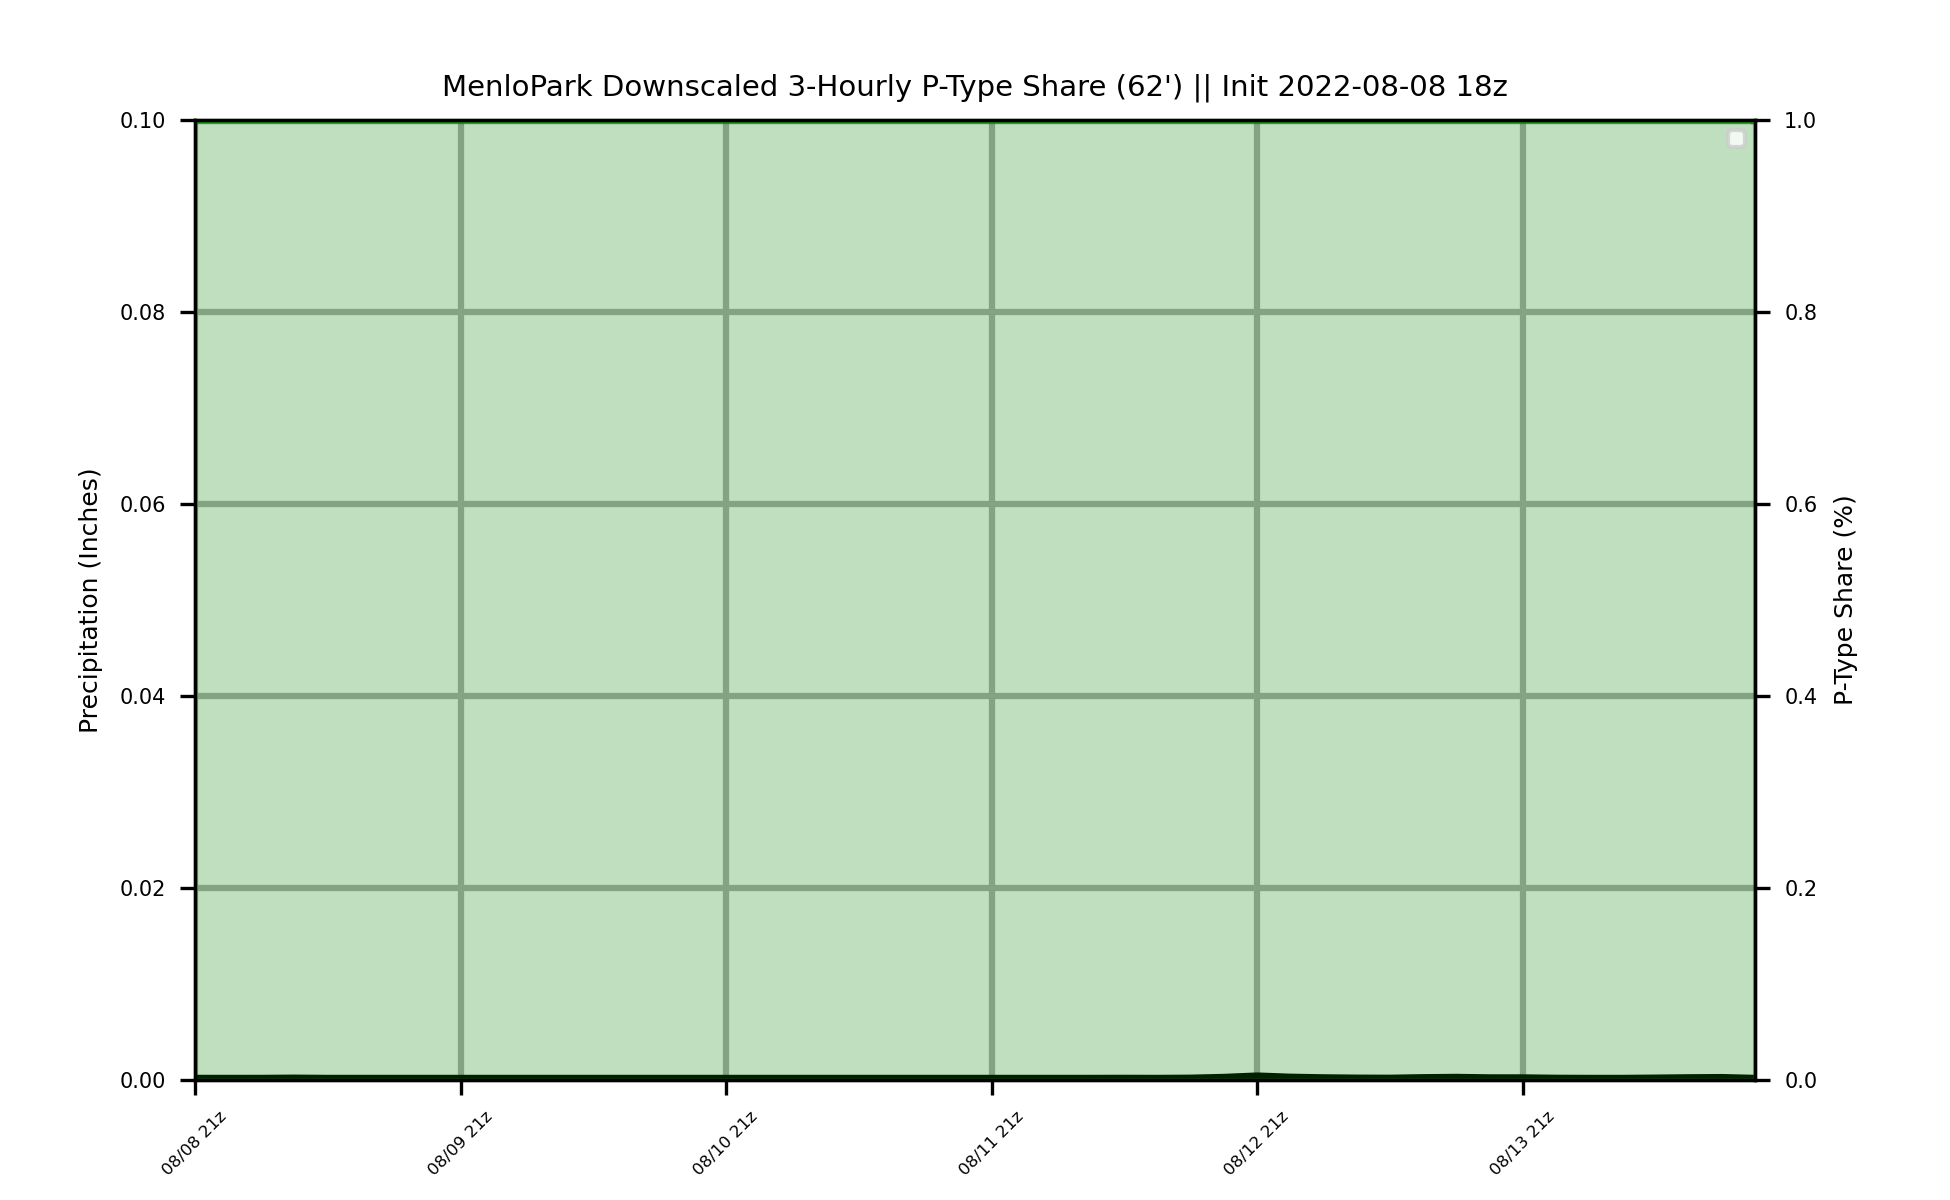 MenloPark Downscaled 3-Hourly P-Type Share (62') || Init 2022-08-08 18z
Precipitation (Inches)
0.10
0.08
0.06
0.04
0.02
0.00
1.0
0.8
0.6
0.4
0.2
0.0
P-Type Share (%)
08/08 21z
08/09 21z
08/10 21z
08/11 21z
08/12 21z
08/13 21z